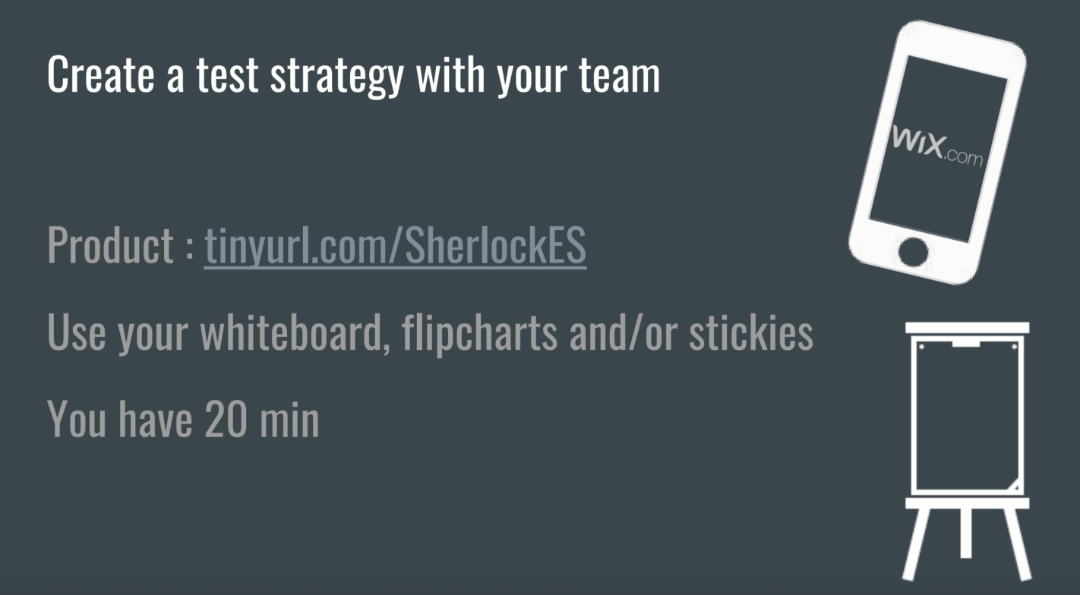 Create a test strategy with your team
WiX.com
Product : tinyurl.com/SherlockES
Use your whiteboard, flipcharts and/or stickies
You have 20 min